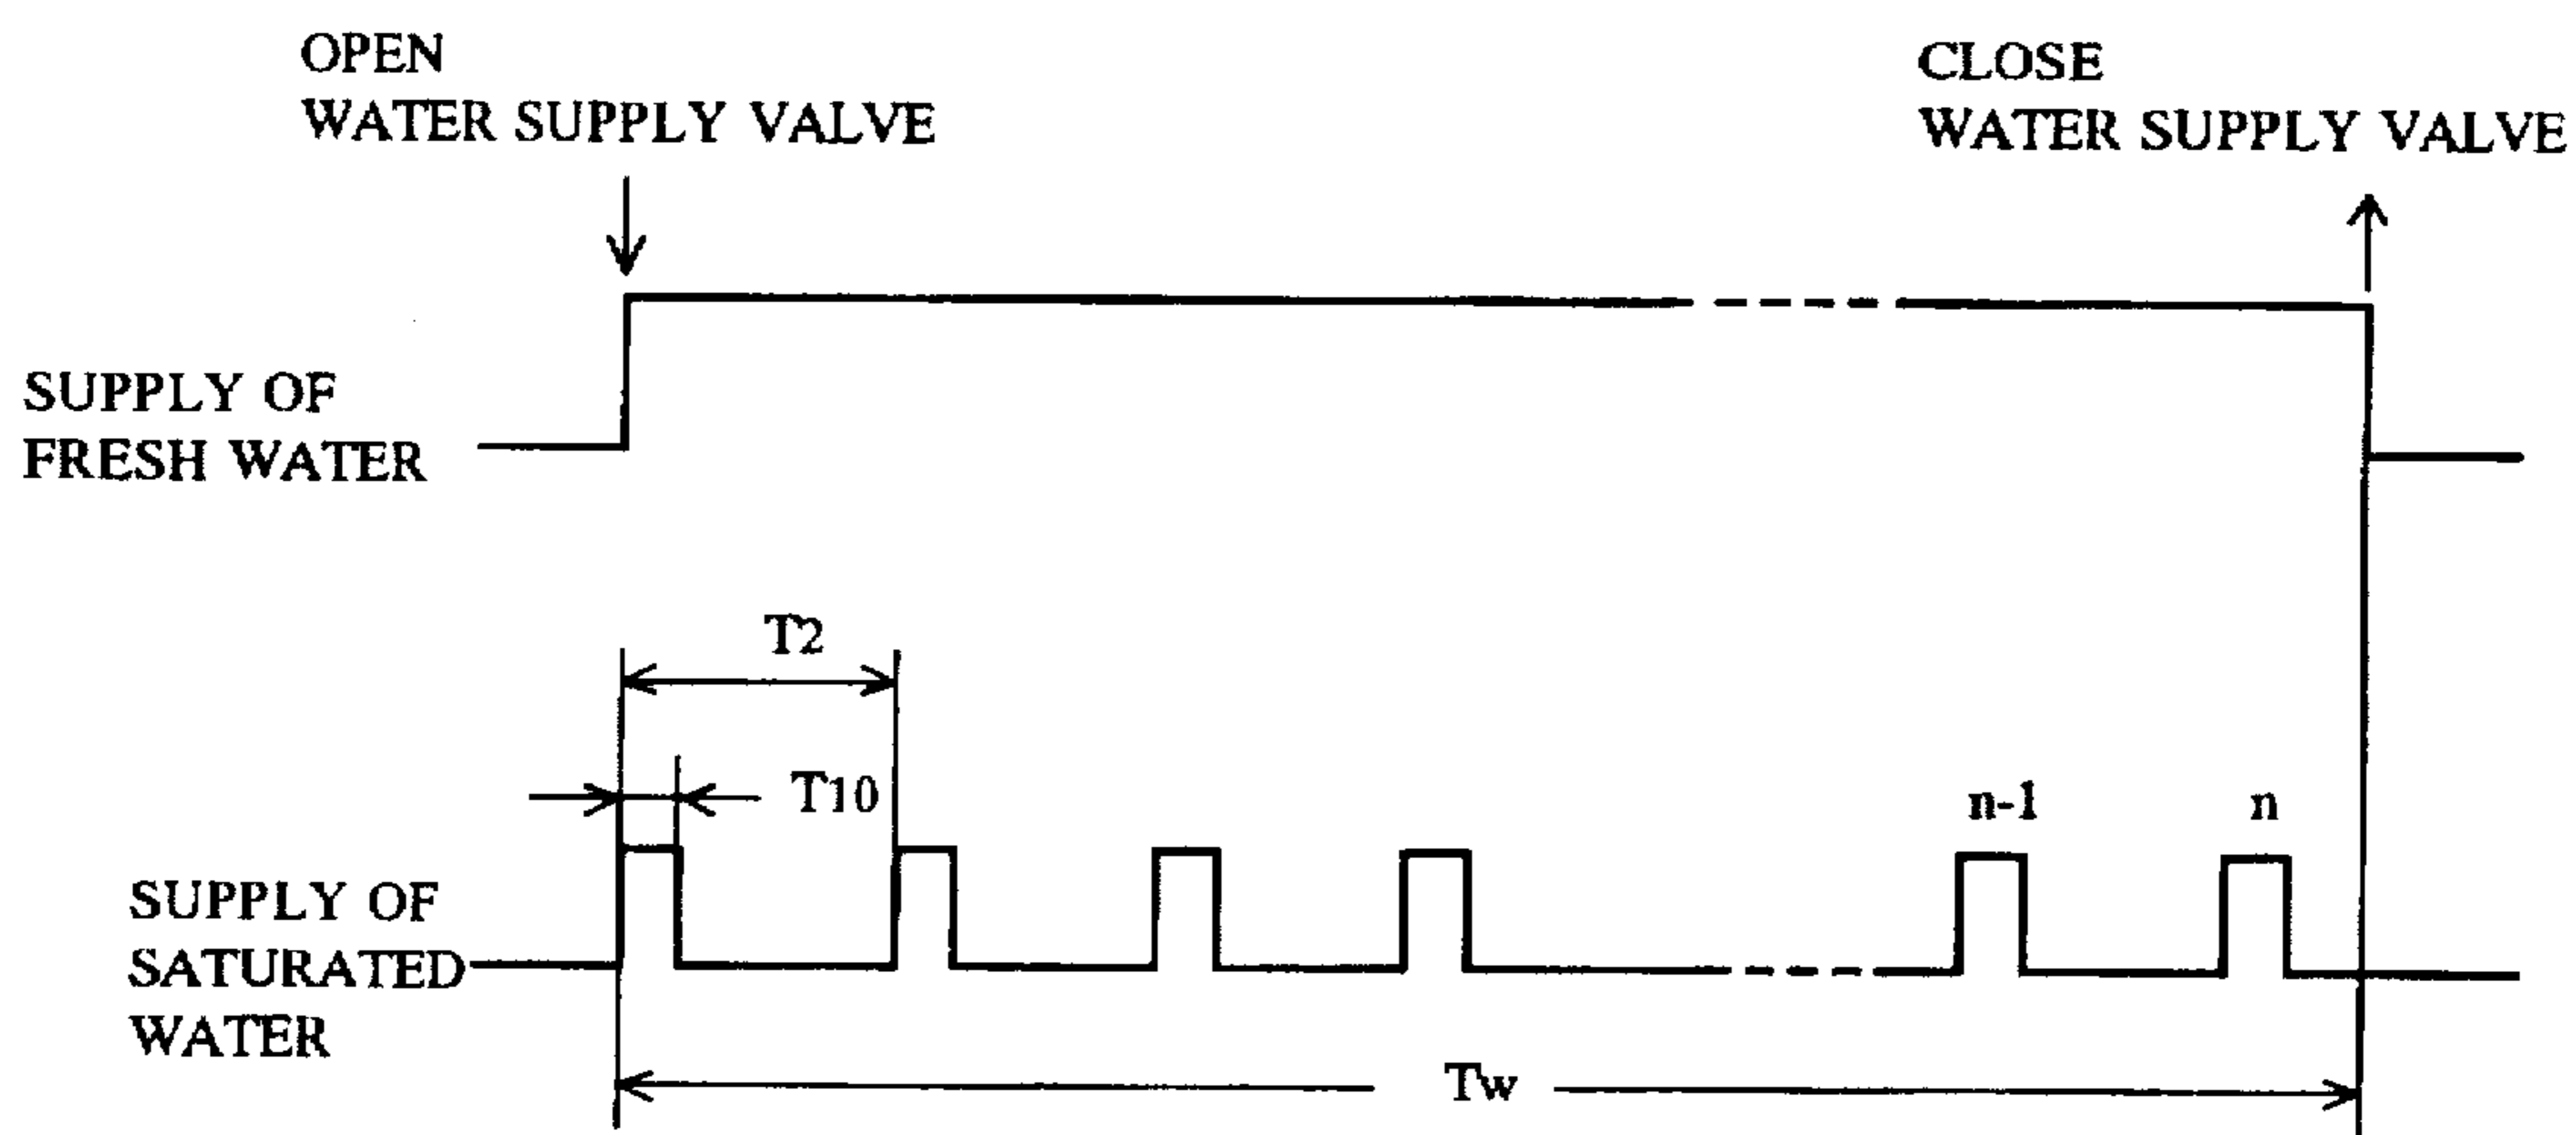 OPEN
WATER SUPPLY VALVE
CLOSE
WATER SUPPLY VALVE
SUPPLY OF
FRESH WATER
T2
T10
n-1
n
SUPPLY OF
SATURATED
WATER
Tw